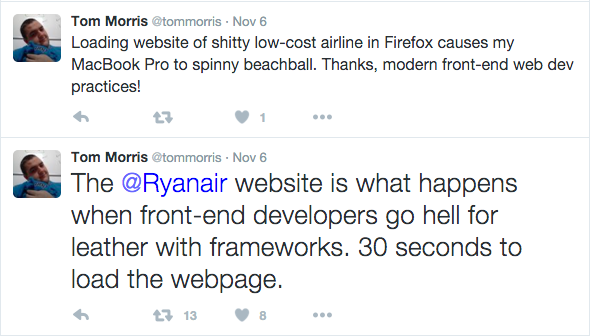 Tom Morris @tommorris · Nov 6
Loading website of shitty low-cost airline in Firefox causes my
MacBook Pro to spinny beachball. Thanks, modern front-end web dev
practices!
1
Tom Morris @tommorris · Nov 6
The @Ryanair website is what happens
when front-end developers go hell for
leather with frameworks. 30 seconds to
load the webpage.
13 8